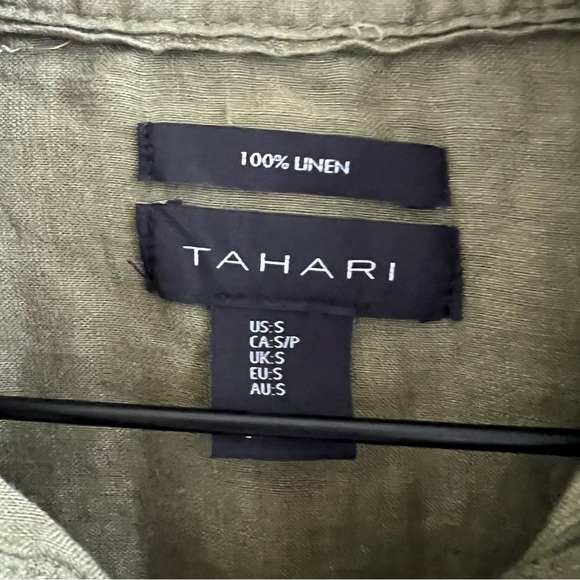 100% LINEN
TAHARI
US:S
CA:S/P
UK:S
EU:S
AU:S